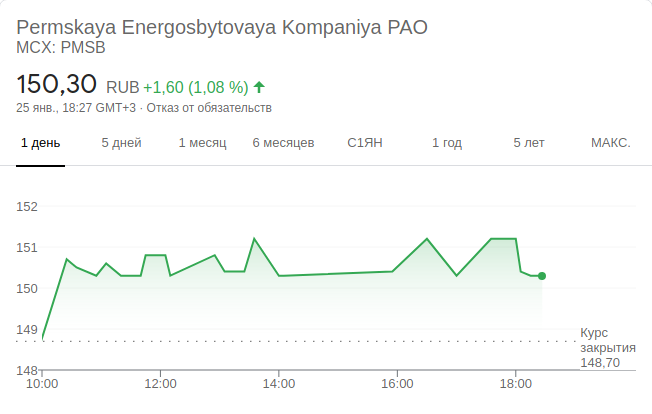 Permskaya Energosbytovaya Kompaniya PAO
MCX: PMSB
150,30 RUB +1,60 (1,08 %)
25 янв., 18:27 GMT+3 · Отказ от обязательств
1 день 5 дней 1 месяц 6 месяцев С1ЯН 1 год 5 лет МАКС.
152
151
150
149
Курс
закрытия
148,70
148
10:00 12:00 14:00 16:00 18:00